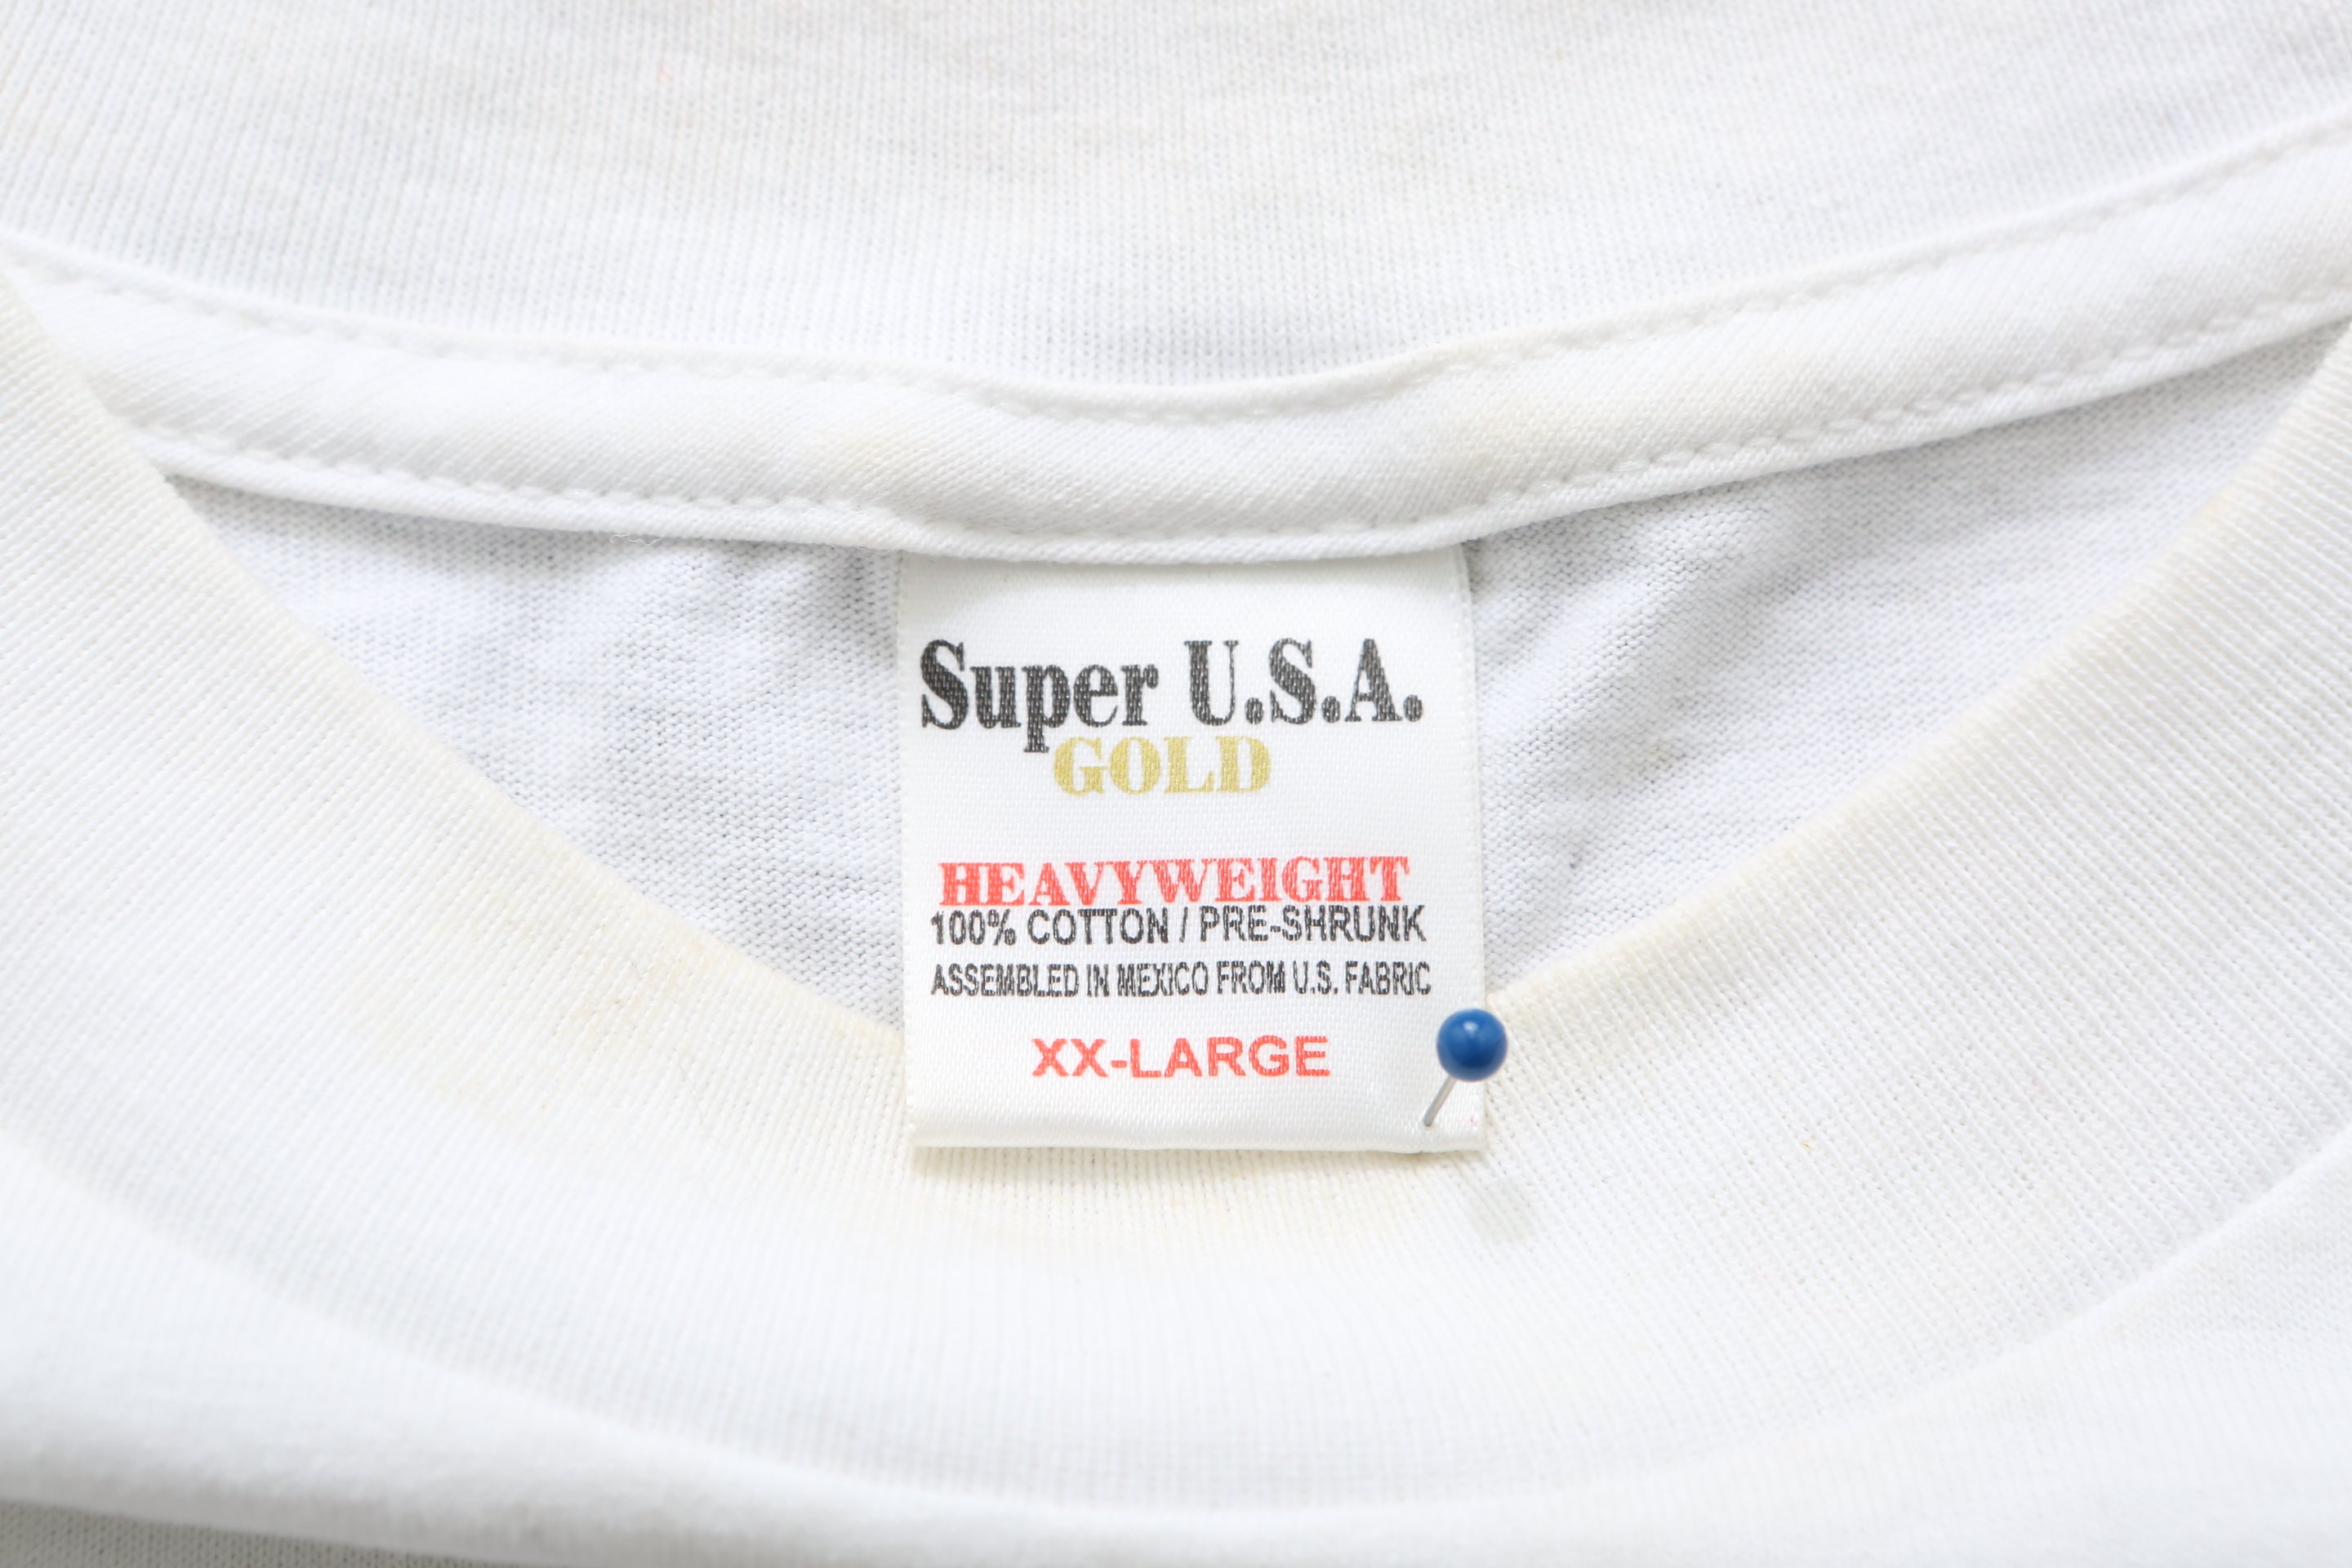 Super U.S.A.
GOLD
HEAVYWEIGHT
100% COTTON / PRE-SHRUNK
ASSEMBLED IN MEXICO FROM U.S. FABRIC
XX-LARGE